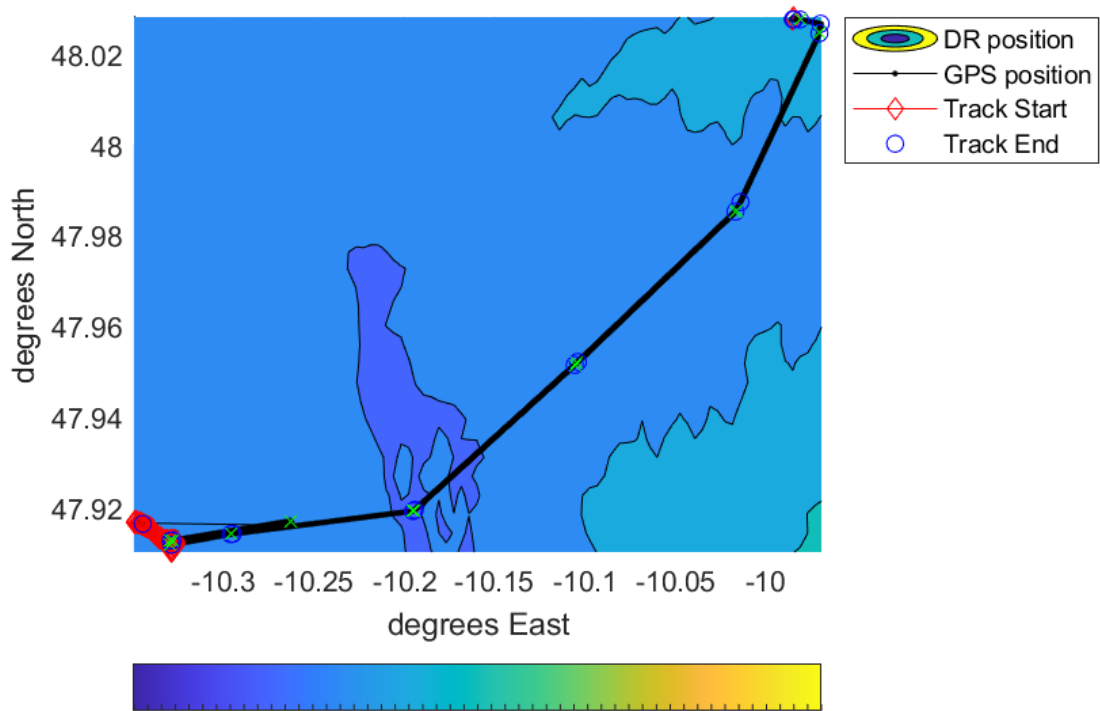 48.02
48
47.98
47.96
47.94
47.92
degrees North
-10.3 -10.25 -10.2 -10.15 -10.1 -10.05 -10
degrees East
DR position
GPS position
Track Start
Track End